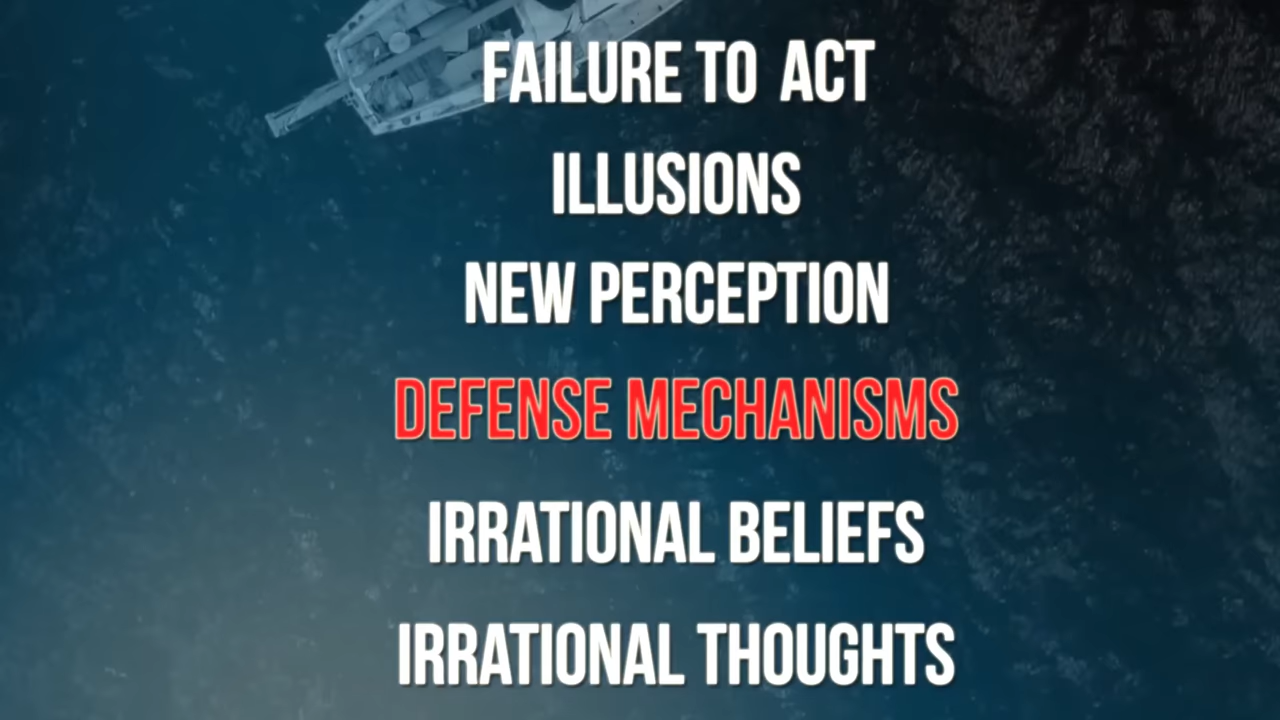 FAILURE TO ACT
ILLUSIONS
NEW PERCEPTION
DEFENSE MECHANISMS
IRRATIONAL BELIEFS
IRRATIONAL THOUGHTS